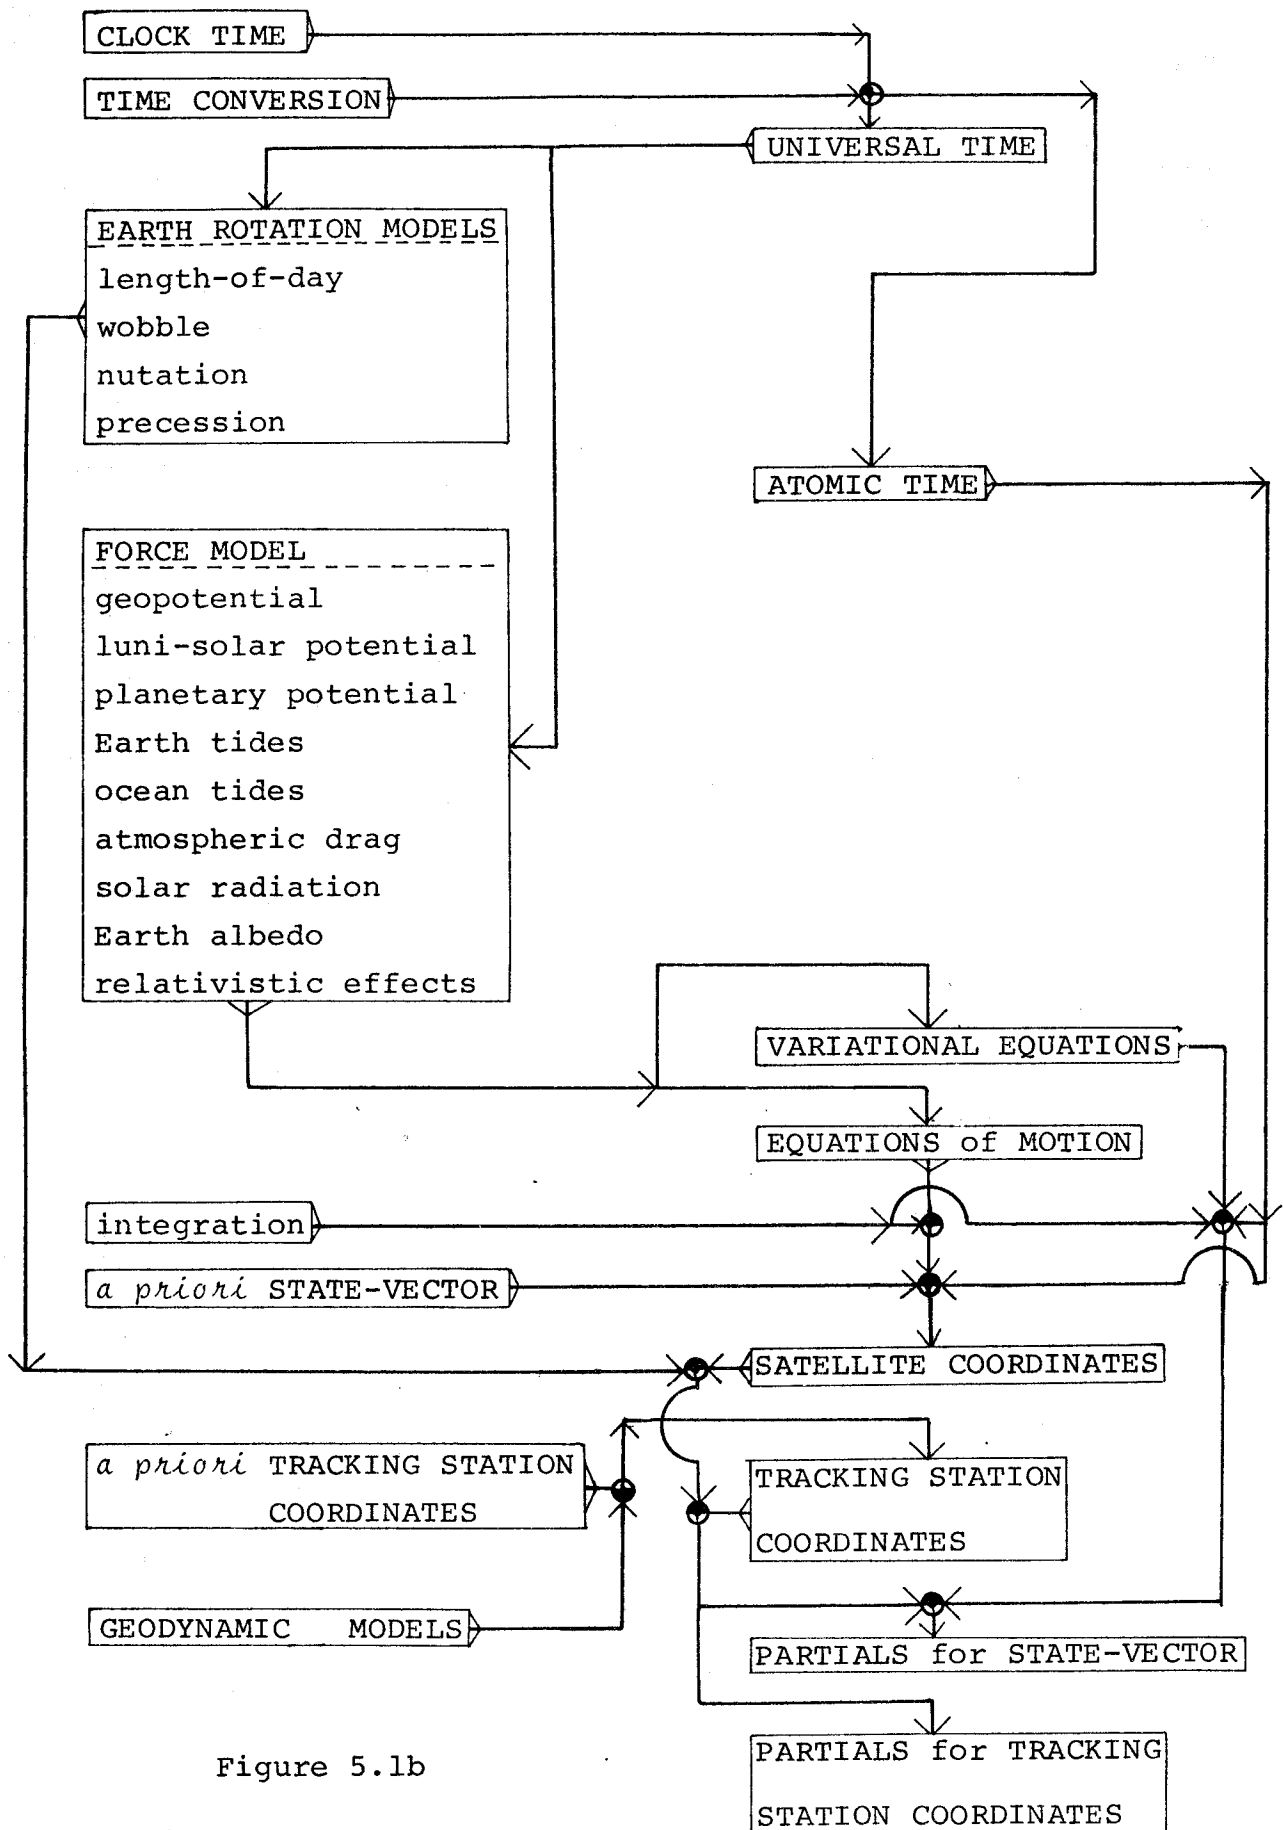 CLOCK TIME
TIME CONVERSION
UNIVERSAL TIME
EARTH ROTATION MODELS
length-of-day
wobble
nutation
precession
ATOMIC TIME
FORCE MODEL
geopotential
luni-solar potential
planetary potential
Earth tides
ocean tides
atmospheric drag
solar radiation
Earth albedo
relativistic effects
VARIATIONAL EQUATIONS
EQUATIONS of MOTION
integration
a priori STATE-VECTOR
SATELLITE COORDINATES
a priori TRACKING STATION
COORDINATES
TRACKING STATION
COORDINATES
GEODYNAMIC MODELS
PARTIALS for STATE-VECTOR
PARTIALS for TRACKING
STATION COORDINATES
Figure 5.1b